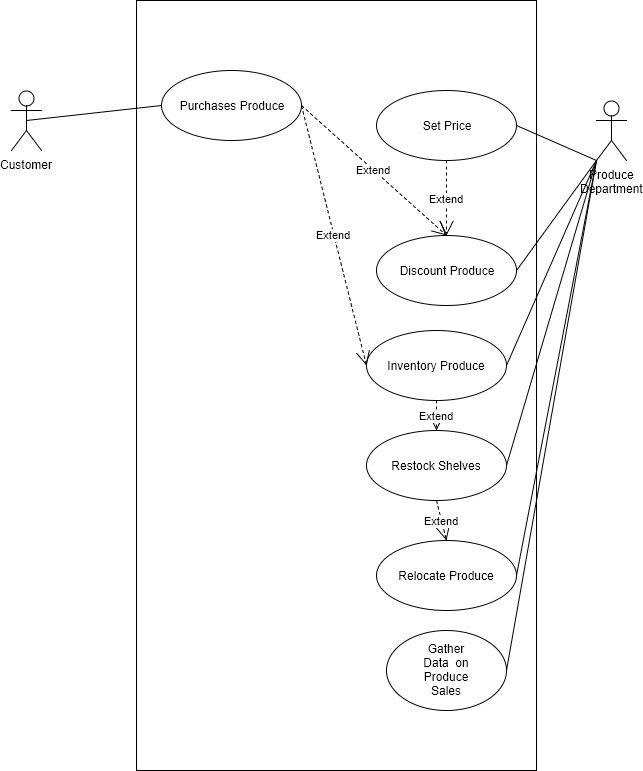 Purchases Produce
Set Price
Customer
Extend
Produce
Department
Extend
Extend
Discount Produce
Inventory Produce
Extend
Restock Shelves
Extend
Relocate Produce
Gather
Data on
Produce
Sales